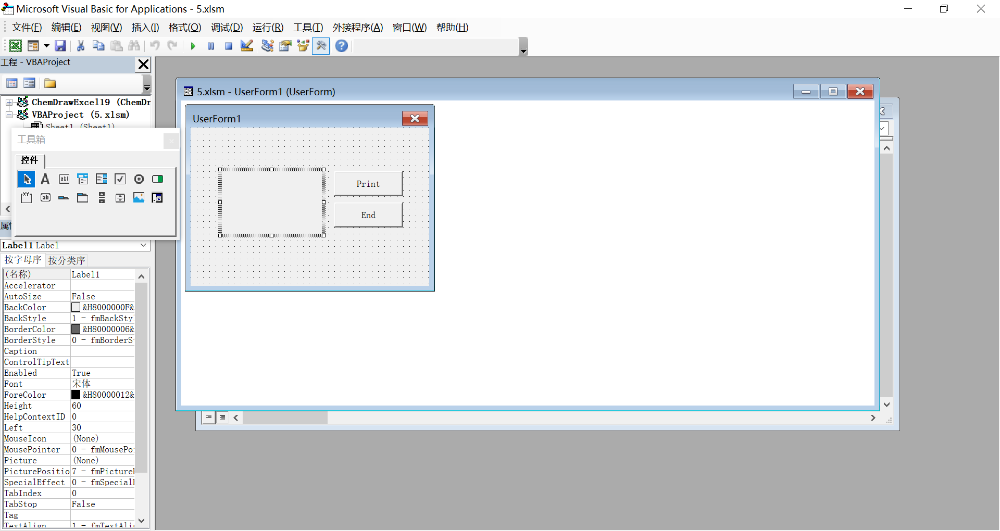 Microsoft Visual Basic for Applications - 5.xlsm
文件(F) 编辑(E) 视图(V) 插入(I) 格式(O) 调试(D) 运行(R) 工具(T) 外接程序(A) 窗口(W) 帮助(H)
工程 - VBAProject
ChemDrawExcel19 (ChemDr
VBAProject (5.xlsm)
Sheet1 (Sheet1)
工具箱
控件
5.xlsm - UserForm1 (UserForm)
UserForm1
Print
End
Label1 Label
按字母序 按分类序
(名称) Label1
Accelerator
AutoSize False
BackColor &H8000000F&
BackStyle 1 - fmBackSty
BorderColor &H80000006&
BorderStyle 0 - fmBorderS
Caption
ControlTipText
Enabled True
Font 宋体
ForeColor &H80000012&
Height 60
HelpContextID 0
Left 30
MouseIcon (None)
MousePointer 0 - fmMousePo
Picture (None)
PicturePositio 7 - fmPicture
SpecialEffect 0 - fmSpecial
TabIndex 0
TabStop False
Tag
TextAlign 1 - fmTextAli